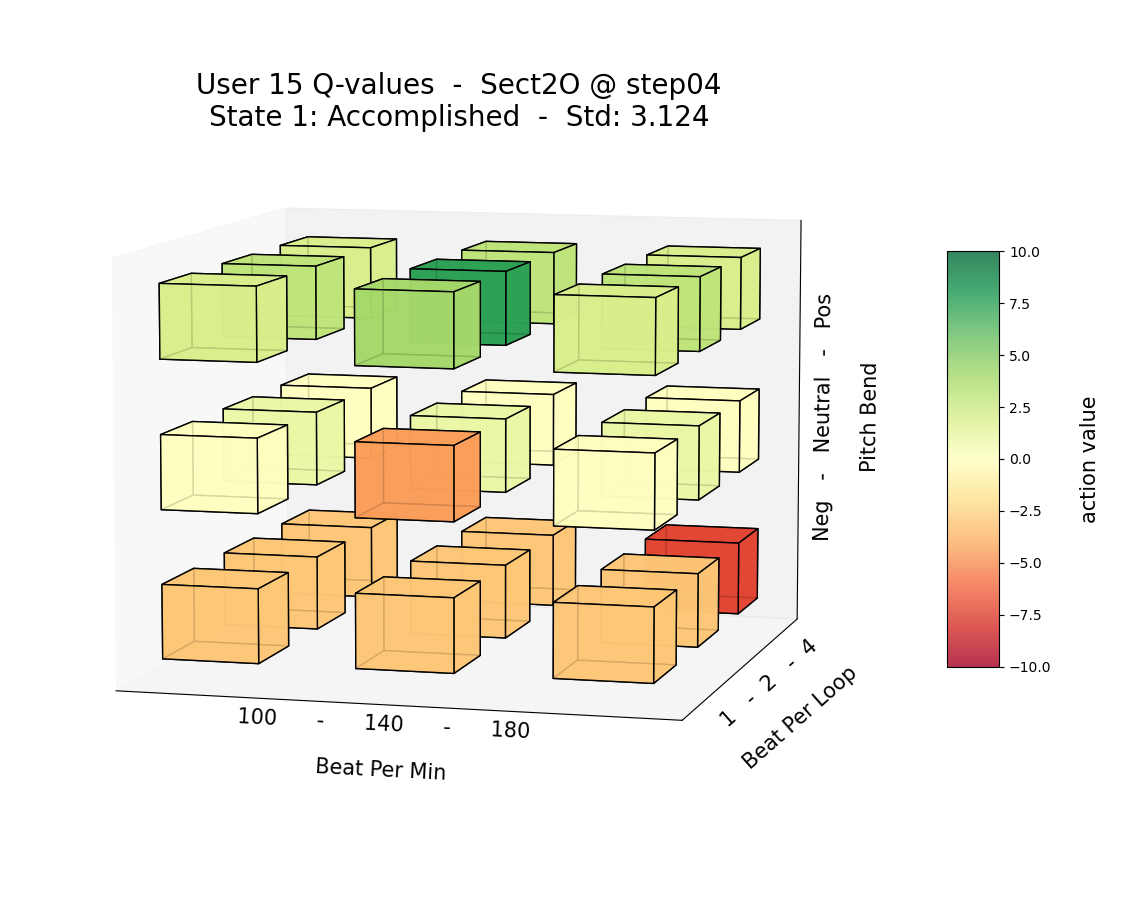 User 15 Q-values - Sect2O @ step04
State 1: Accomplished - Std: 3.124
Neg - Neutral - Pos
Pitch Bend
1 - 2 - 4
Beat Per Loop
100 - 140 - 180
Beat Per Min
10.0
7.5
5.0
2.5
0.0
−2.5
−5.0
−7.5
−10.0
action value